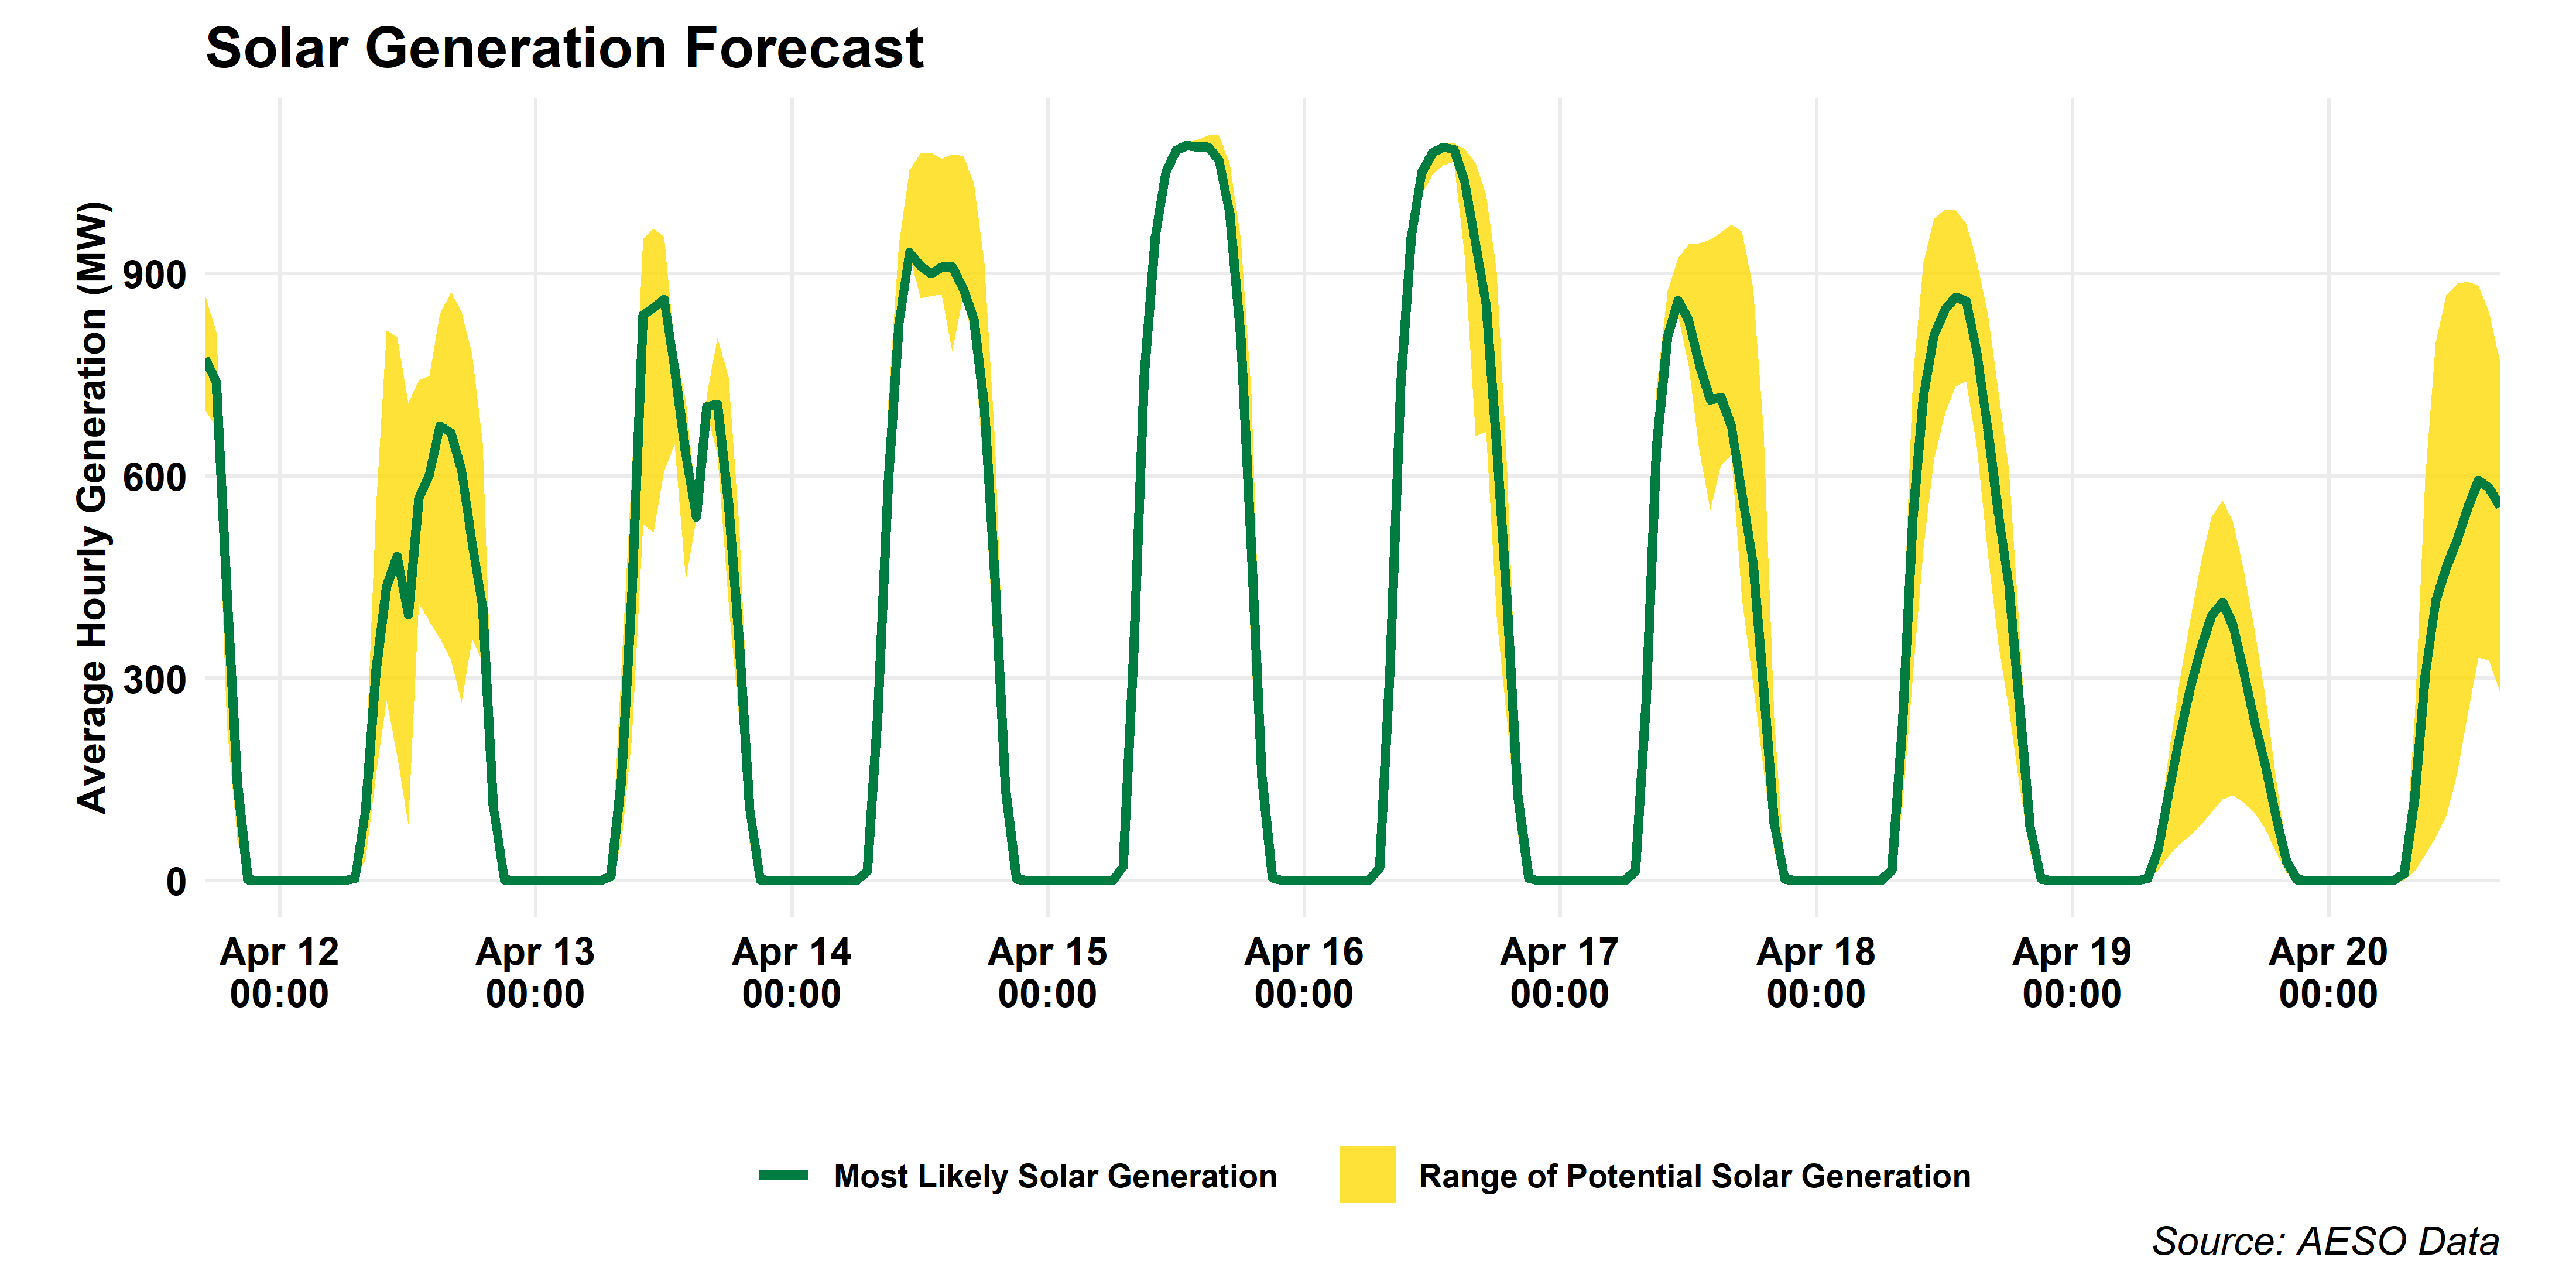 Solar Generation Forecast
Average Hourly Generation (MW)
900
600
300
0
Apr 12
00:00
Apr 13
00:00
Apr 14
00:00
Apr 15
00:00
Apr 16
00:00
Apr 17
00:00
Apr 18
00:00
Apr 19
00:00
Apr 20
00:00
Most Likely Solar Generation
Range of Potential Solar Generation
Source: AESO Data